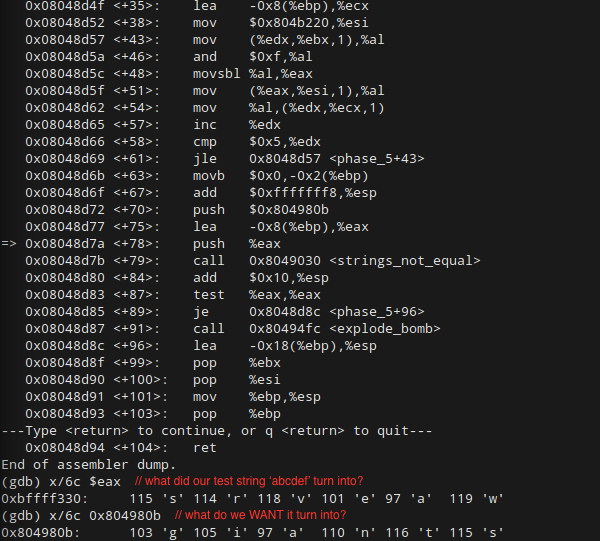 0x08048d4f <+35>: lea -0x8(%ebp),%ecx
0x08048d52 <+38>: mov $0x804b220,%esi
0x08048d57 <+43>: mov (%edx,%ebx,1),%al
0x08048d5a <+46>: and $0xf,%al
0x08048d5c <+48>: movsbl %al,%eax
0x08048d5f <+51>: mov (%eax,%esi,1),%al
0x08048d62 <+54>: mov %al,(%edx,%ecx,1)
0x08048d65 <+57>: inc %edx
0x08048d66 <+58>: cmp $0x5,%edx
0x08048d69 <+61>: jle 0x8048d57 <phase_5+43>
0x08048d6b <+63>: movb $0x0,-0x2(%ebp)
0x08048d6f <+67>: add $0xfffffff8,%esp
0x08048d72 <+70>: push $0x804980b
0x08048d77 <+75>: lea -0x8(%ebp),%eax
=> 0x08048d7a <+78>: push %eax
0x08048d7b <+79>: call 0x8049030 <strings_not_equal>
0x08048d80 <+84>: add $0x10,%esp
0x08048d83 <+87>: test %eax,%eax
0x08048d85 <+89>: je 0x8048d8c <phase_5+96>
0x08048d87 <+91>: call 0x80494fc <explode_bomb>
0x08048d8c <+96>: lea -0x18(%ebp),%esp
0x08048d8f <+99>: pop %ebx
0x08048d90 <+100>: pop %esi
0x08048d91 <+101>: mov %ebp,%esp
0x08048d93 <+103>: pop %ebp
---Type <return> to continue, or q <return> to quit---
0x08048d94 <+104>: ret
End of assembler dump.
(gdb) x/6c $eax // what did our test string 'abcdef' turn into?
0xbffff330: 115 's' 114 'r' 118 'v' 101 'e' 97 'a' 119 'w'
(gdb) x/6c 0x804980b // what do we WANT it turn into?
0x804980b: 103 'g' 105 'i' 97 'a' 110 'n' 116 't' 115 's'